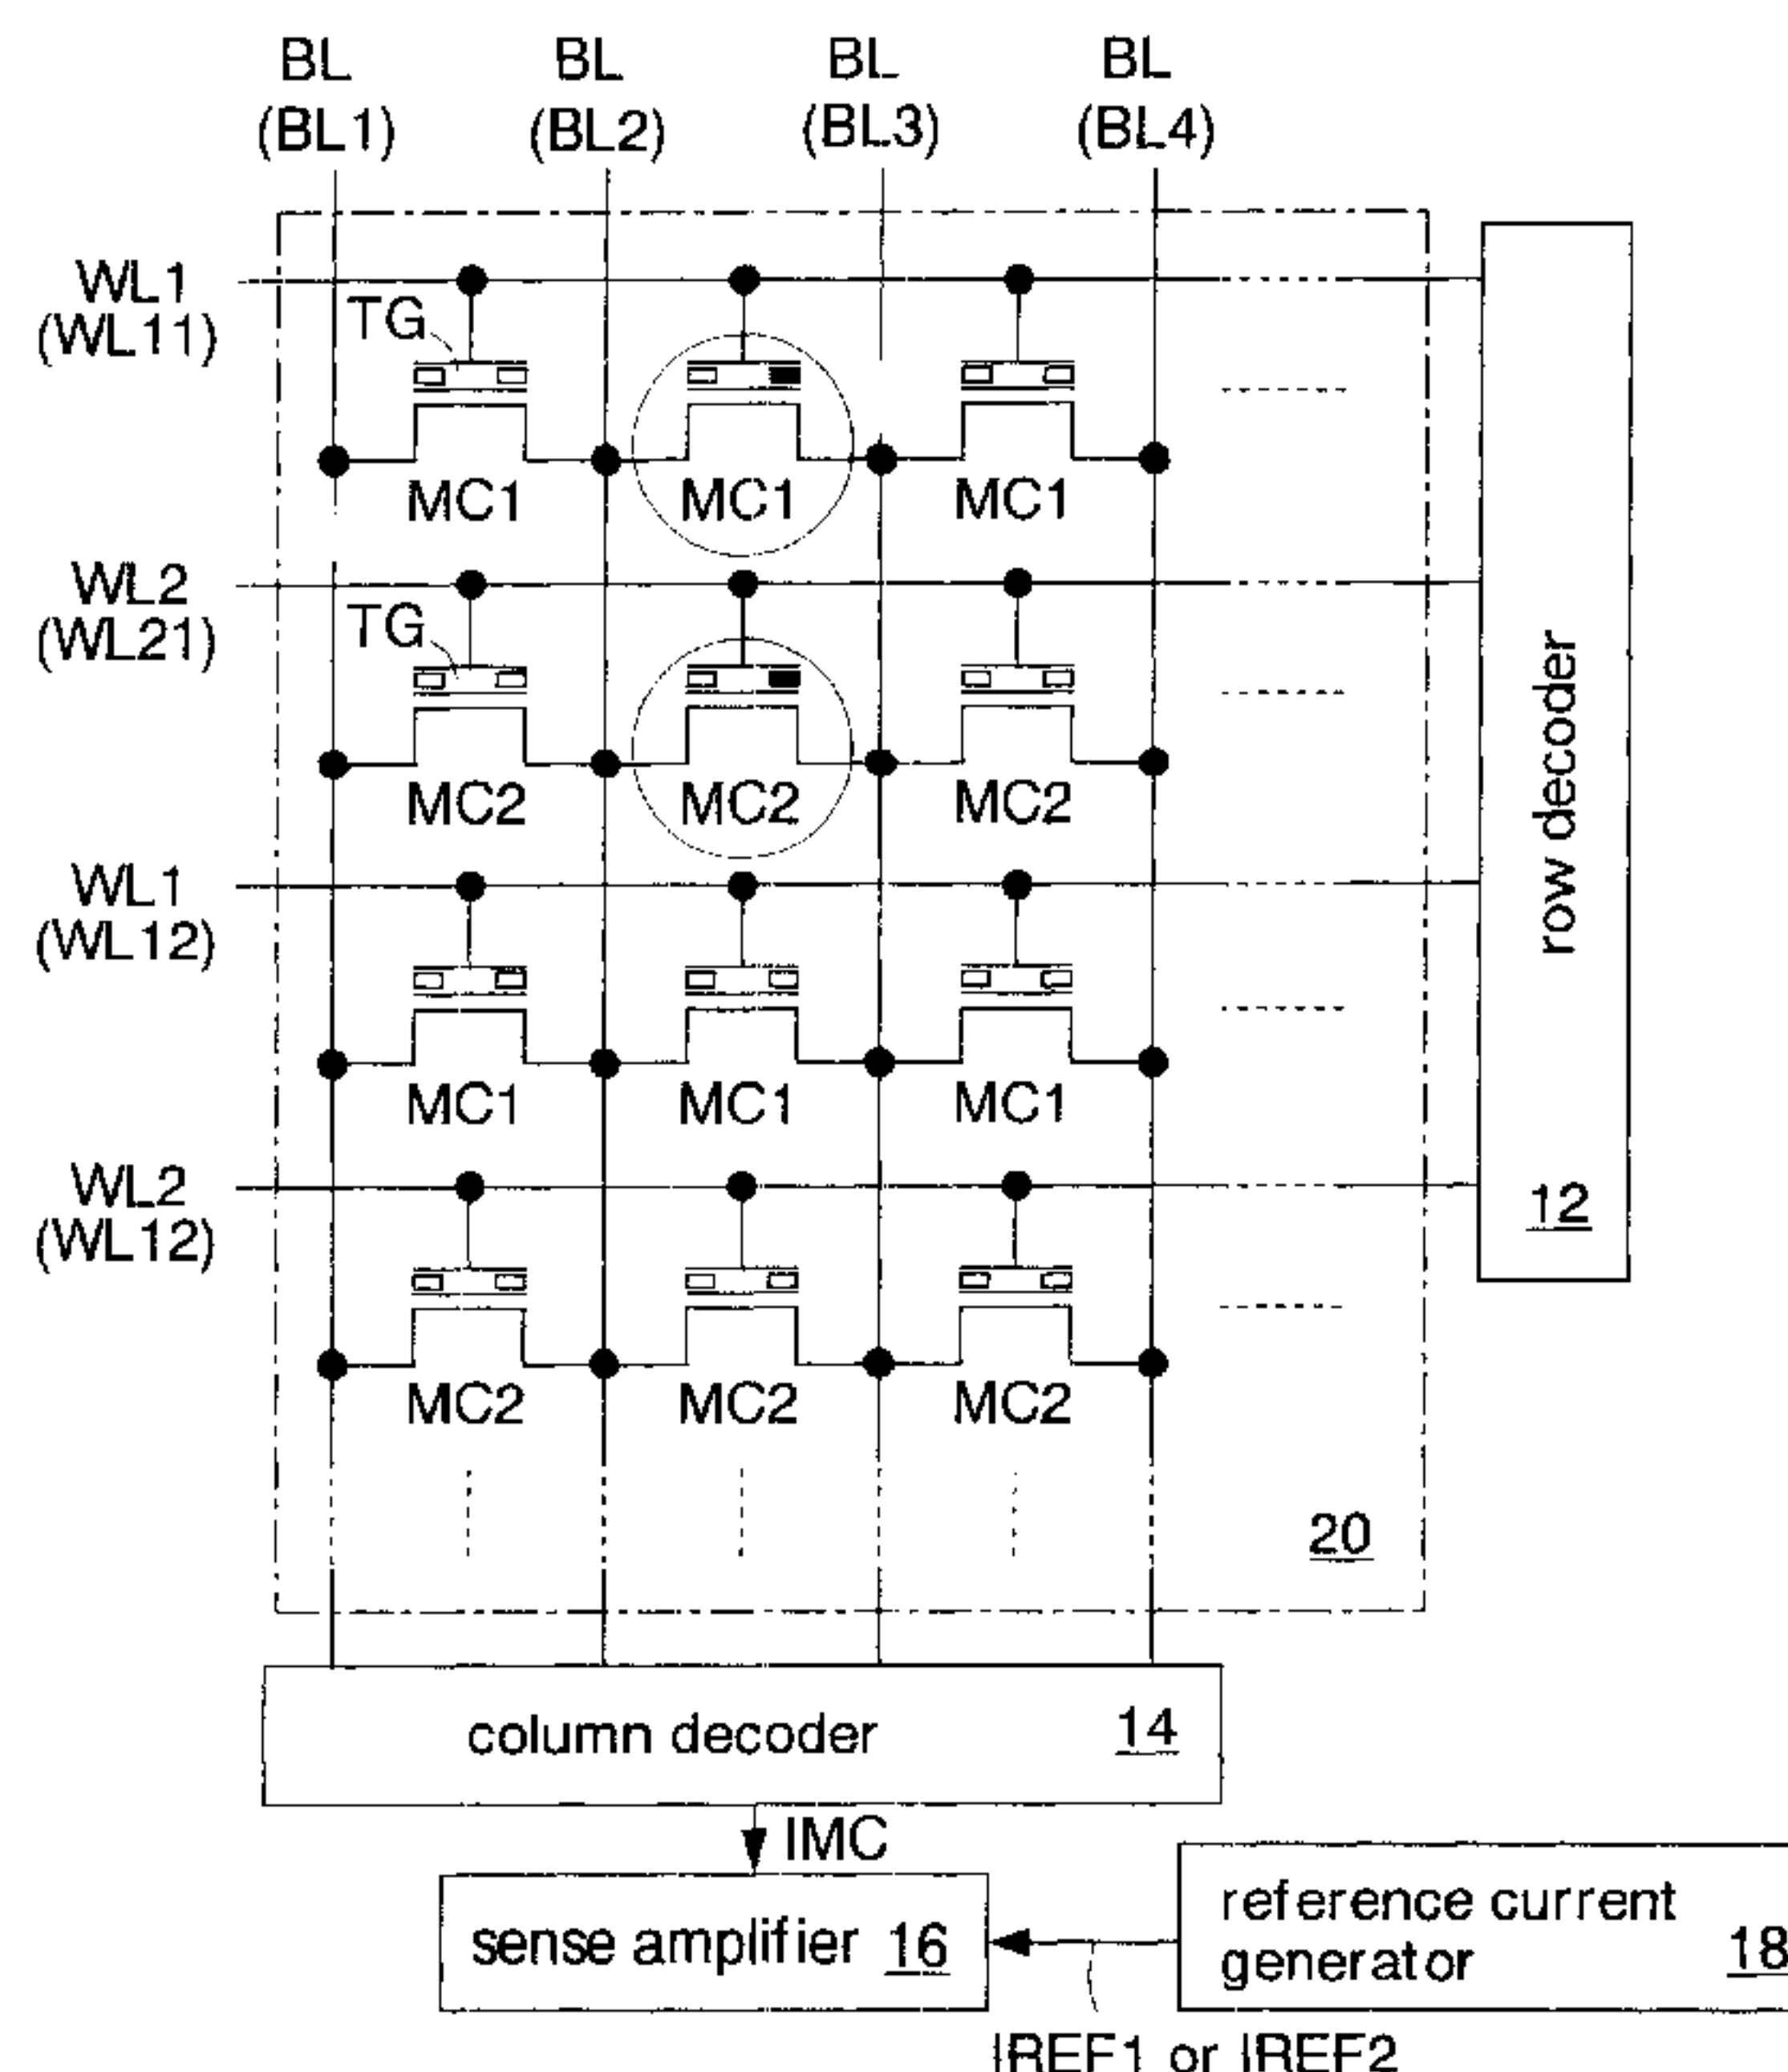 BL BL BL BL
(BL1) (BL2) (BL3) (BL4)
WL1
(WL11)
TG
MC1 MC1 MC1
WL2
(WL21)
TG
MC2 MC2 MC2
row decoder
12
WL1
(WL12)
MC1 MC1 MC1
WL2
(WL12)
MC2 MC2 MC2
20
column decoder 14
IMC
sense amplifier 16
reference current
generator 18
IREF1 or IREF2